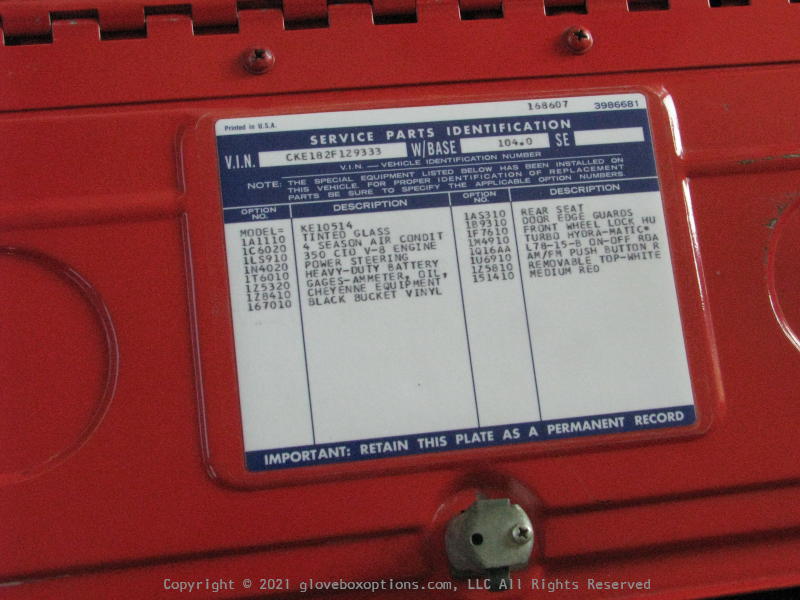 168607 3986681
Printed in U.S.A.
SERVICE PARTS IDENTIFICATION
V.I.N. CKE182F129333 W/BASE 104.0 SE
V.I.N. — VEHICLE IDENTIFICATION NUMBER
NOTE: THE SPECIAL EQUIPMENT LISTED BELOW HAS BEEN INSTALLED ON
THIS VEHICLE. FOR PROPER IDENTIFICATION OF REPLACEMENT
PARTS BE SURE TO SPECIFY THE APPLICABLE OPTION NUMBERS.
OPTION NO. DESCRIPTION OPTION NO. DESCRIPTION
MODEL= KE10514
1A1110 TINTED GLASS
1C6020 4 SEASON AIR CONDIT
1LS910 350 CID V-8 ENGINE
1N4020 POWER STEERING
1T6010 HEAVY-DUTY BATTERY
1Z5320 GAGES-AMMETER, OIL,
1Z8410 CHEYENNE EQUIPMENT
167010 BLACK BUCKET VINYL
1AS310 REAR SEAT
1B9310 DOOR EDGE GUARDS
1F7610 FRONT WHEEL LOCK HU
1M4910 TURBO HYDRA-MATIC*
1Q16AA L78-15-B ON-OFF ROA
1U6910 AM/FM PUSH BUTTON R
1Z5810 REMOVABLE TOP-WHITE
151410 MEDIUM RED
IMPORTANT: RETAIN THIS PLATE AS A PERMANENT RECORD
Copyright © 2021 gloveboxoptions.com, LLC All Rights Reserved